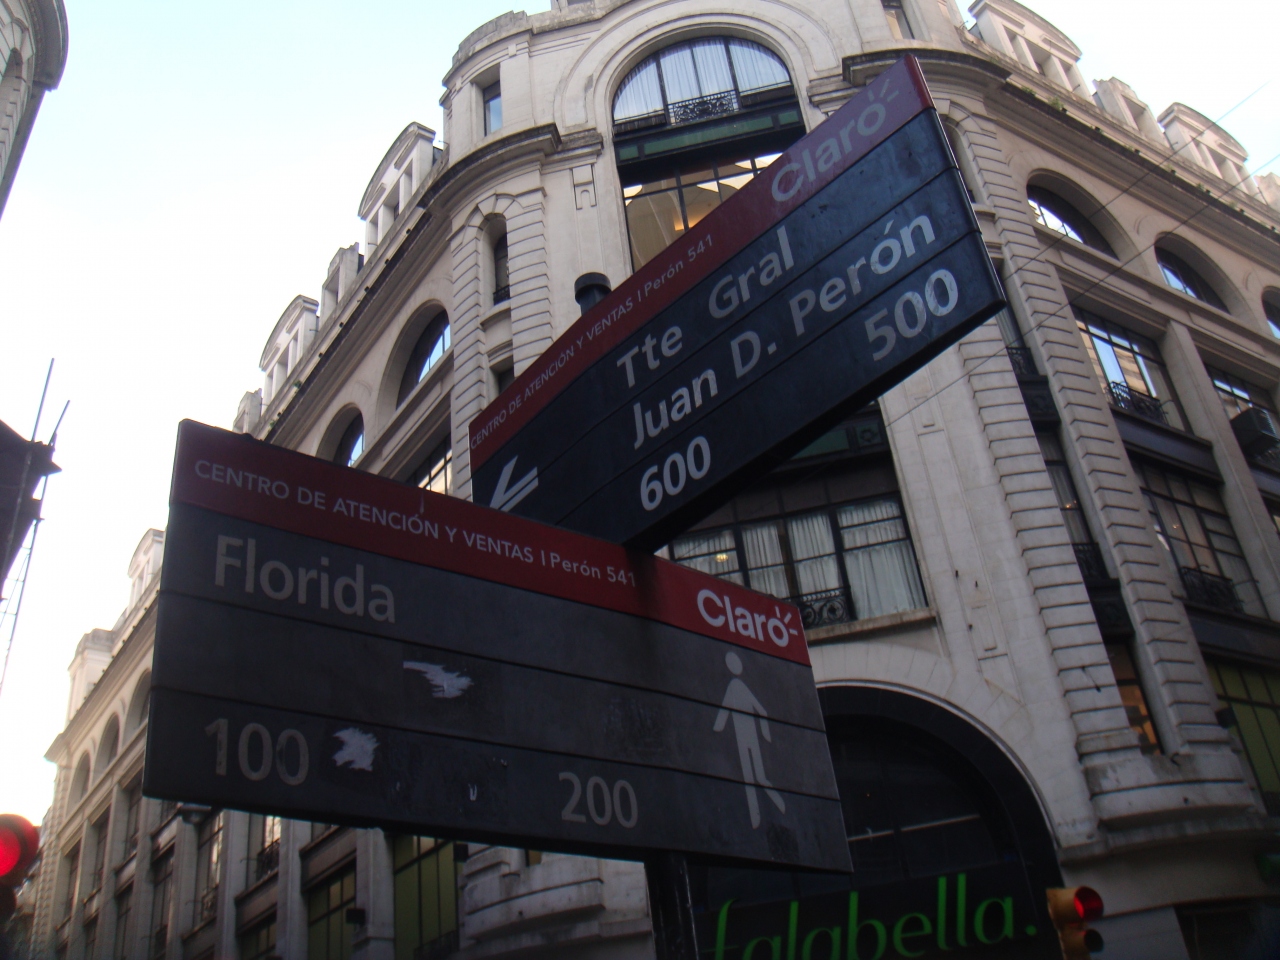 Claro
CENTRO DE ATENCIÓN Y VENTAS | Perón 541
Tte Gral
Juan D. Perón
600 500
CENTRO DE ATENCIÓN Y VENTAS | Perón 541
Claro
Florida
100 200
falabella.